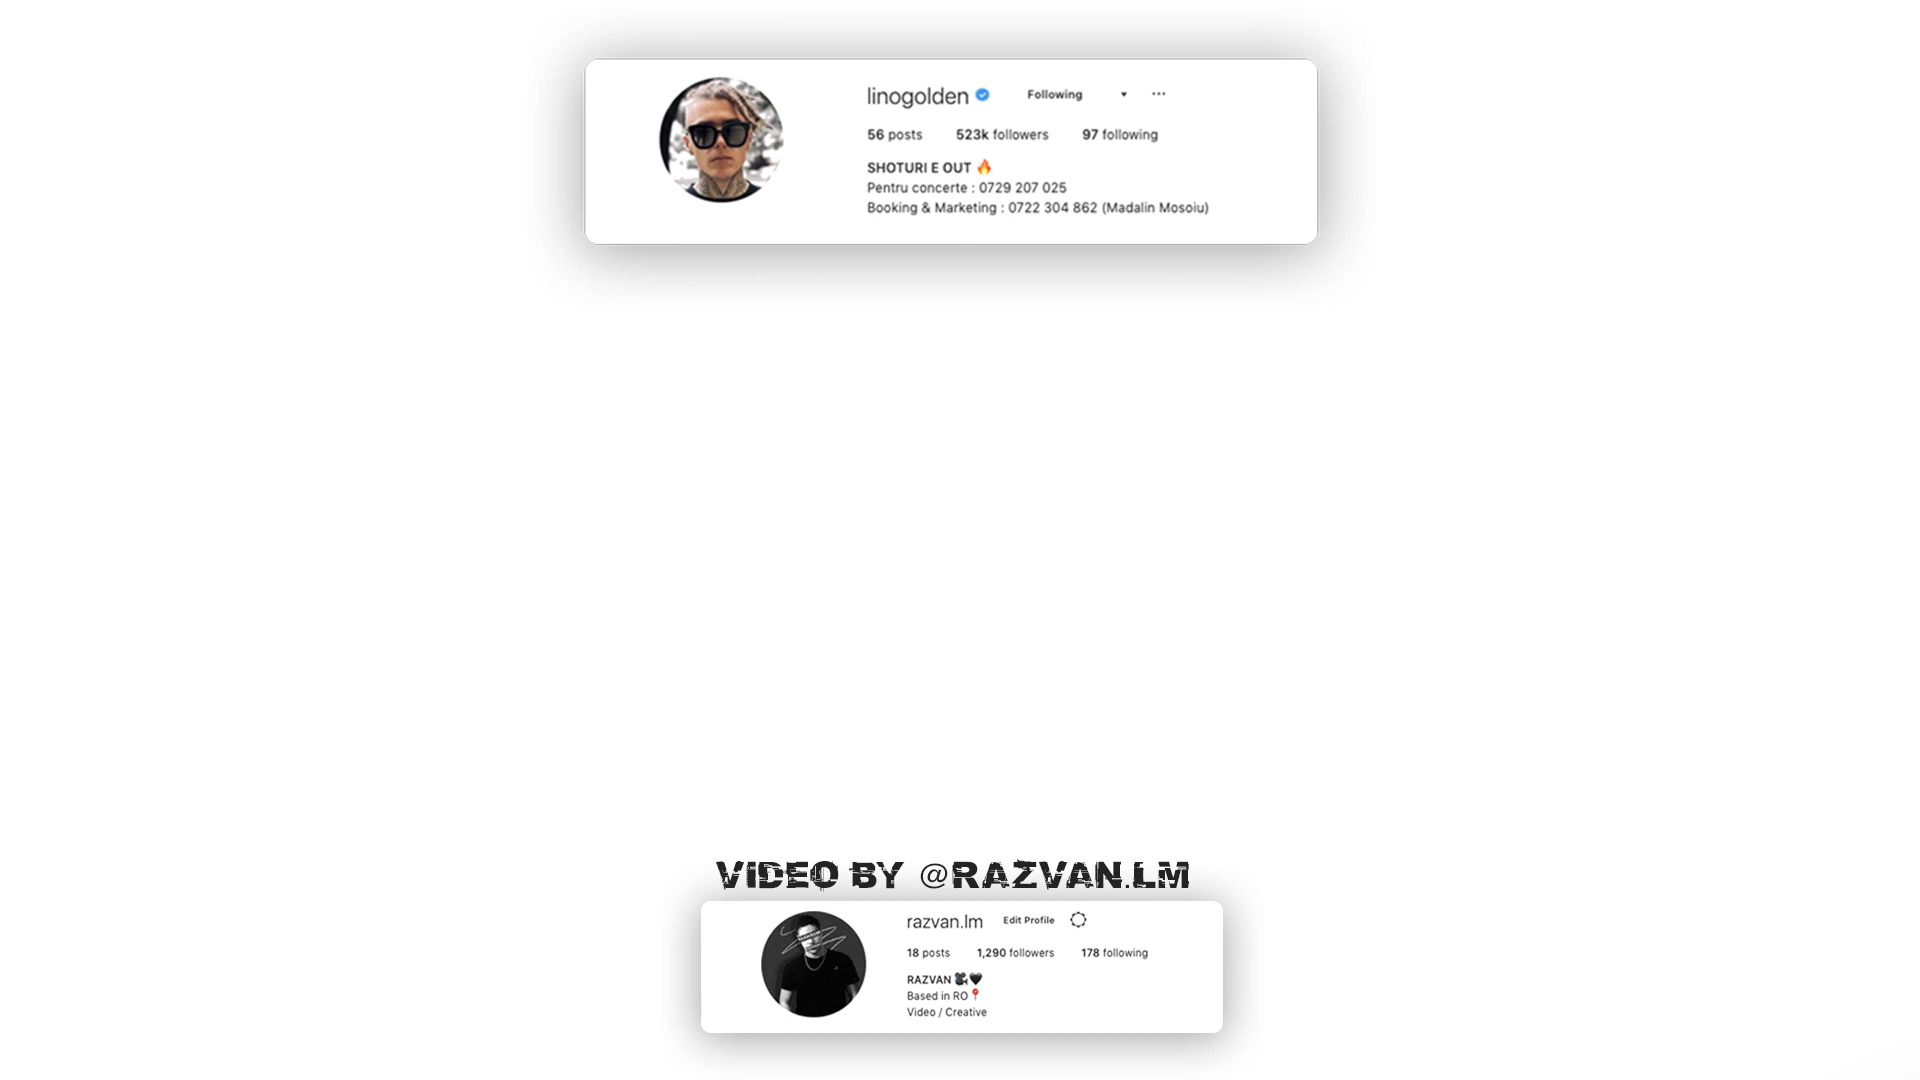 linogolden Following
56 posts 523k followers 97 following
SHOTURI E OUT 🔥
Pentru concerte : 0729 207 025
Booking & Marketing : 0722 304 862 (Madalin Mosoiu)
VIDEO BY @RAZVAN.LM
razvan.lm Edit Profile
18 posts 1,290 followers 178 following
RAZVAN 🎥🖤
Based in RO📍
Video / Creative